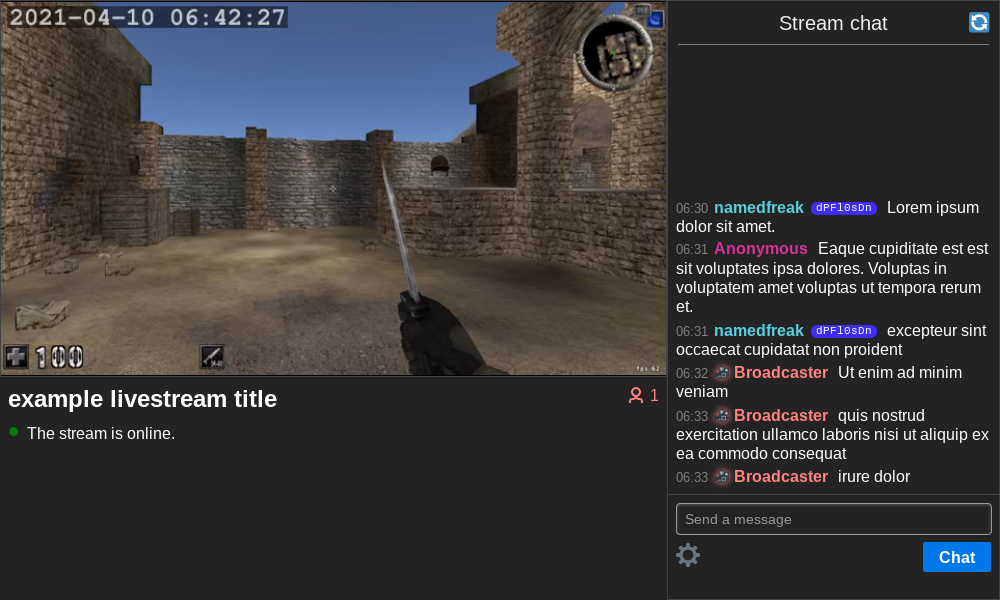 2021-04-10 06:42:27
100
fps 62
example livestream title
1
The stream is online.
Stream chat
06:30 namedfreak dPFl0sDn Lorem ipsum
dolor sit amet.
06:31 Anonymous Eaque cupiditate est est
sit voluptates ipsa dolores. Voluptas in
voluptatem amet voluptas ut tempora rerum
et.
06:31 namedfreak dPFl0sDn excepteur sint
occaecat cupidatat non proident
06:32 Broadcaster Ut enim ad minim
veniam
06:33 Broadcaster quis nostrud
exercitation ullamco laboris nisi ut aliquip ex
ea commodo consequat
06:33 Broadcaster irure dolor
Send a message
Chat